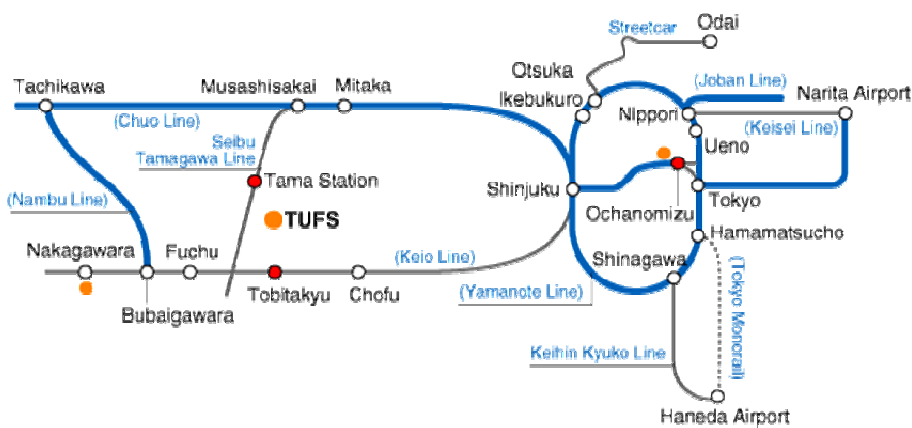 Odai
Streetcar
Otsuka
Tachikawa
Musashisakai
Mitaka
Ikebukuro
(Joban Line)
Narita Airport
Nippori
(Chuo Line)
(Keisei Line)
Seibu
Tamagawa Line
Ueno
Tama Station
Shinjuku
(Nambu Line)
Tokyo
Ochanomizu
TUFS
Hamamatsucho
Nakagawara
Fuchu
(Keio Line)
Shinagawa
(Tokyo Monorail)
Tobitakyu
Chofu
(Yamanote Line)
Bubaigawara
Keihin Kyuko Line
Haneda Airport